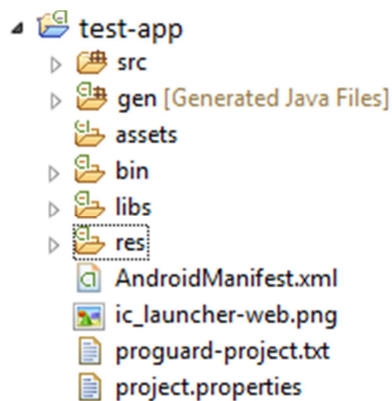 test-app
src
gen [Generated Java Files]
assets
bin
libs
res
AndroidManifest.xml
ic_launcher-web.png
proguard-project.txt
project.properties